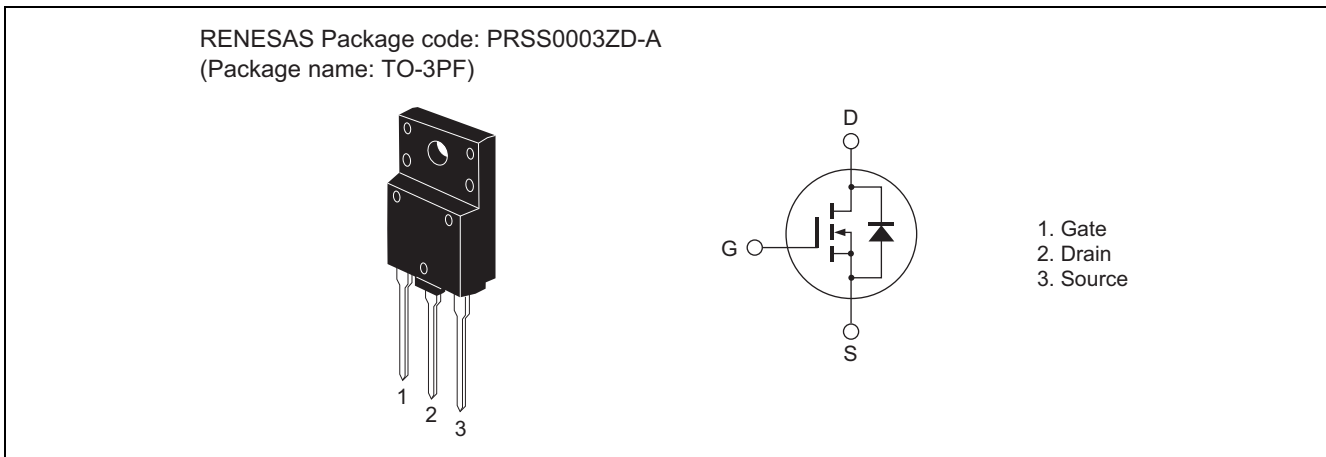 RENESAS Package code: PRSS0003ZD-A
(Package name: TO-3PF)
1
2
3
D
G
S
1. Gate
2. Drain
3. Source